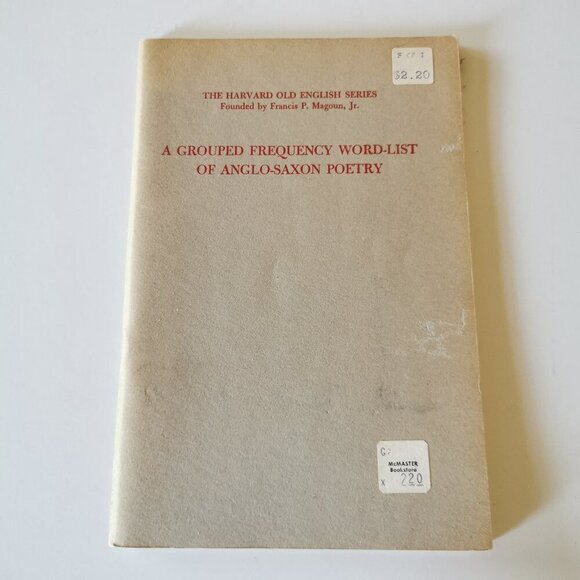 $2.20
THE HARVARD OLD ENGLISH SERIES
Founded by Francis P. Magoun, Jr.
A GROUPED FREQUENCY WORD-LIST
OF ANGLO-SAXON POETRY
McMASTER
Bookstore
X 220